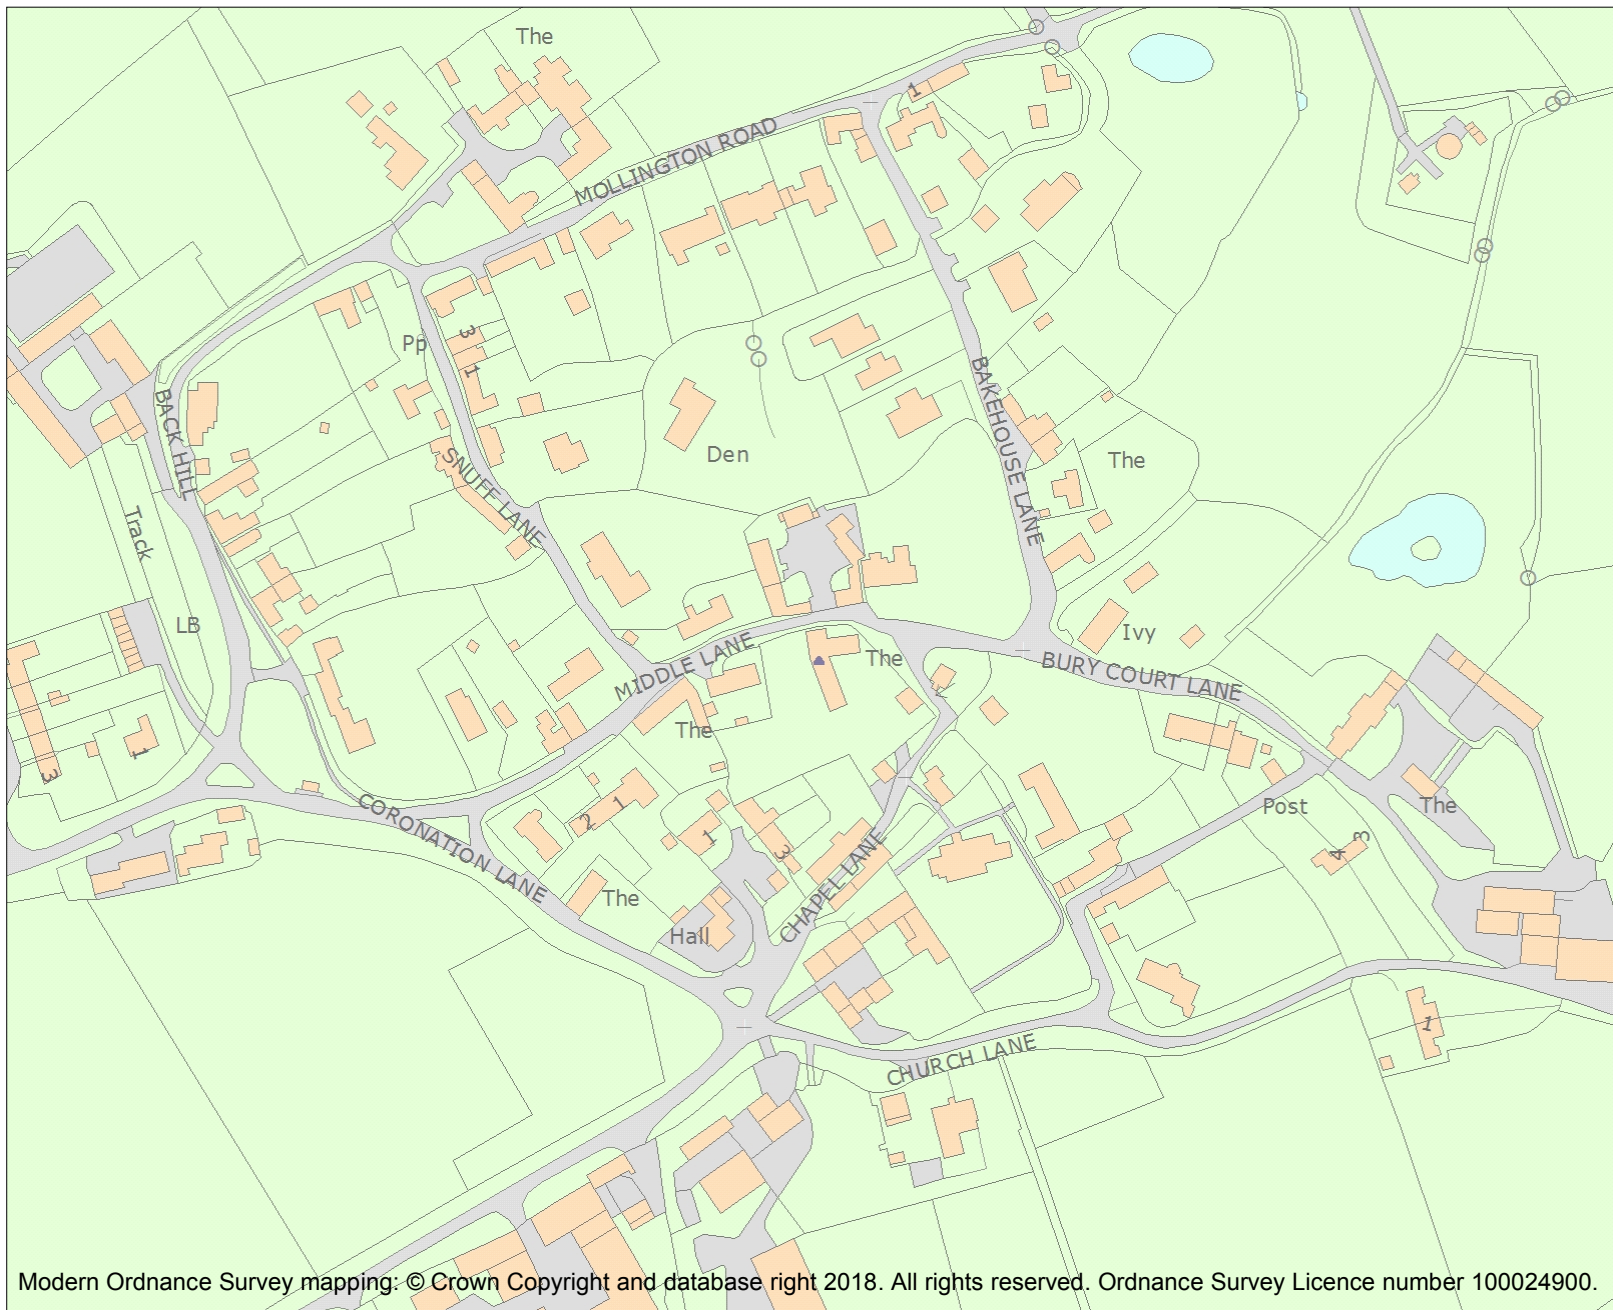 The
1
MOLLINGTON ROAD
3
Pp
1
BACK HILL
BAKEHOUSE LANE
Den
The
SNUFF LANE
Track
LB
Ivy
MIDDLE LANE
The
BURY COURT LANE
The
1
3
CORONATION LANE
2
1
Post
The
1
3
3
4
CHAPEL LANE
The
Hall
1
CHURCH LANE
Modern Ordnance Survey mapping: © Crown Copyright and database right 2018. All rights reserved. Ordnance Survey Licence number 100024900.